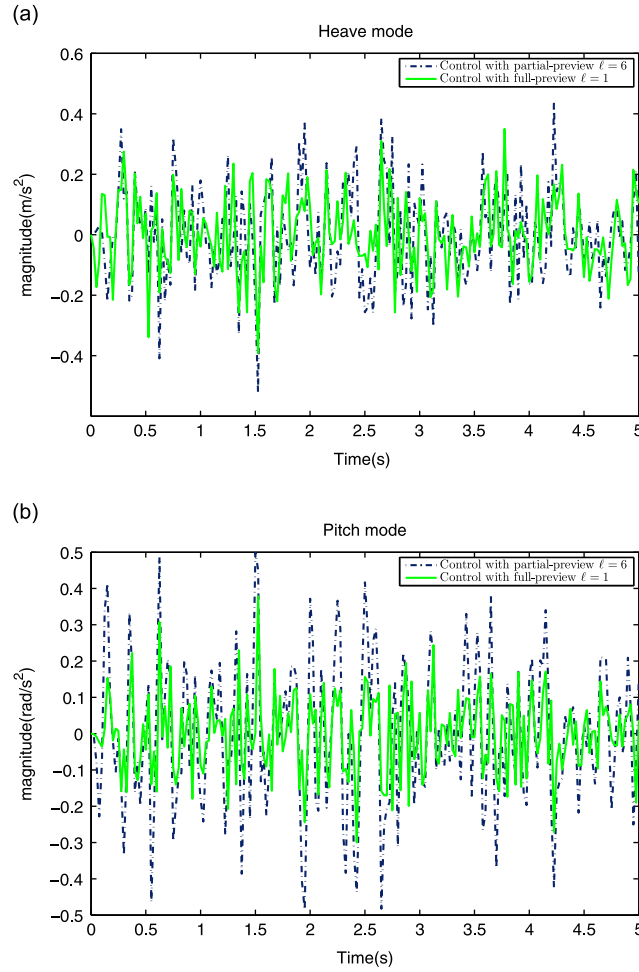 (a)
Heave mode
0.6
0.4
0.2
0
−0.2
−0.4
magnitude(m/s²)
Control with partial-preview ℓ = 6
Control with full-preview ℓ = 1
0 0.5 1 1.5 2 2.5 3 3.5 4 4.5 5
Time(s)
(b)
Pitch mode
0.5
0.4
0.3
0.2
0.1
0
−0.1
−0.2
−0.3
−0.4
−0.5
magnitude(rad/s²)
Control with partial-preview ℓ = 6
Control with full-preview ℓ = 1
0 0.5 1 1.5 2 2.5 3 3.5 4 4.5 5
Time(s)